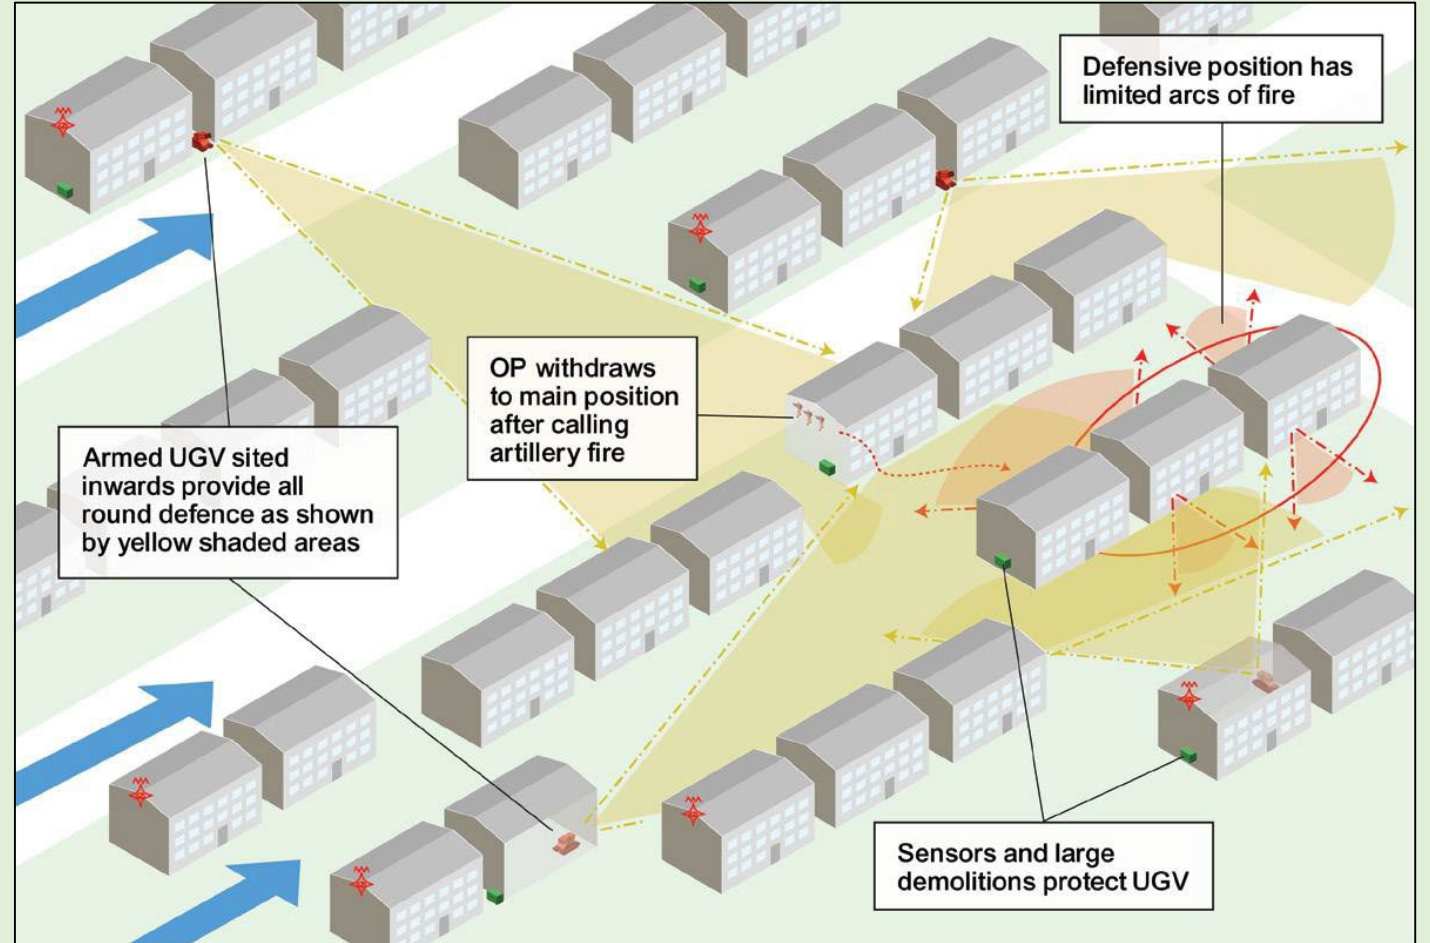 Defensive position has
limited arcs of fire
OP withdraws
to main position
after calling
artillery fire
Armed UGV sited
inwards provide all
round defence as shown
by yellow shaded areas
Sensors and large
demolitions protect UGV